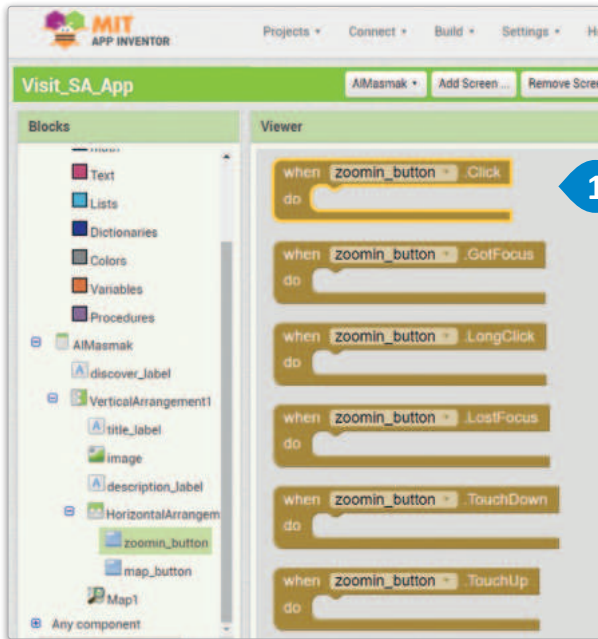 MIT
APP INVENTOR
Projects Connect Build Settings
Visit_SA_App
AlMasmak Add Screen ... Remove Scree
Blocks
Viewer
Text
Lists
Dictionaries
Colors
Variables
Procedures
AlMasmak
discover_label
VerticalArrangement1
title_label
image
description_label
HorizontalArrangem
zoomin_button
map_button
Map1
Any component
when zoomin_button .Click
do
1
when zoomin_button .GotFocus
do
when zoomin_button .LongClick
do
when zoomin_button .LostFocus
do
when zoomin_button .TouchDown
do
when zoomin_button .TouchUp
do